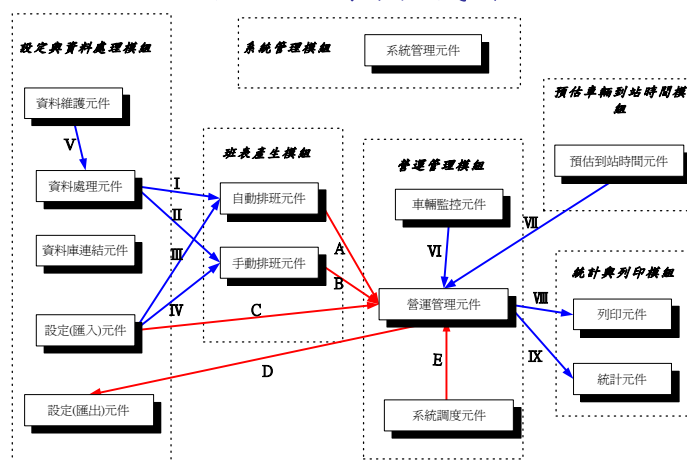 系統管理模組
系統管理元件
設定與資料處理模組
資料維護元件
Ⅴ
資料處理元件
資料庫連結元件
設定(匯入)元件
設定(匯出)元件
Ⅰ
Ⅱ
Ⅲ
Ⅳ
班表產生模組
自動排班元件
手動排班元件
A
B
C
D
營運管理模組
車輛監控元件
Ⅵ
營運管理元件
E
系統調度元件
預估車輛到站時間模
組
預估到站時間元件
Ⅶ
統計與列印模組
Ⅷ
列印元件
Ⅸ
統計元件